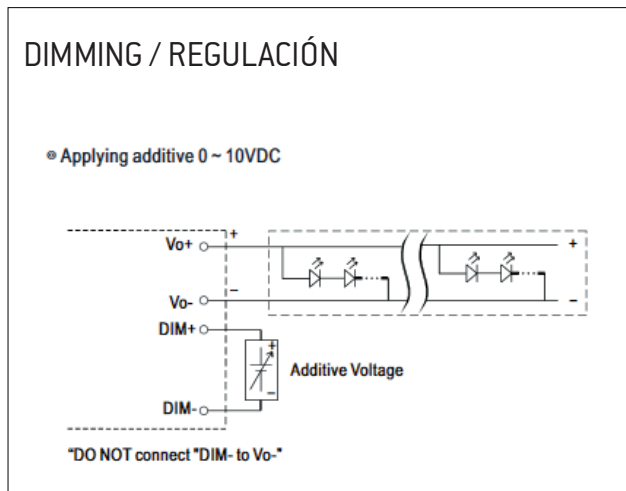 DIMMING / REGULACIÓN
◎ Applying additive 0 ~ 10VDC
Vo+
+
+
Vo-
−
−
DIM+
+
Additive Voltage
−
DIM-
"DO NOT connect "DIM- to Vo-"